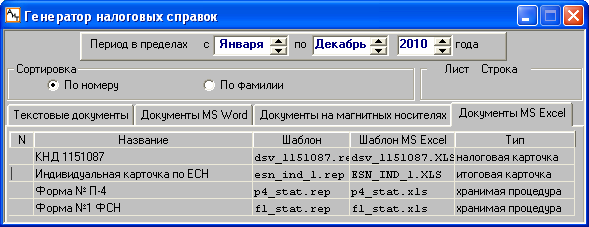 Генератор налоговых справок
Период в пределах с Января по Декабрь 2010 года
Сортировка
По номеру По фамилии
Лист Строка
Текстовые документы Документы MS Word Документы на магнитных носителях Документы MS Excel
N Название Шаблон Шаблон MS Excel Тип
КНД 1151087 dsv_1151087.re dsv_1151087.XLS налоговая карточка
Индивидуальная карточка по ЕСН esn_ind_1.rep ESN_IND_1.XLS итоговая карточка
Форма № П-4 p4_stat.rep p4_stat.xls хранимая процедура
Форма №1 ФСН f1_stat.rep f1_stat.xls хранимая процедура